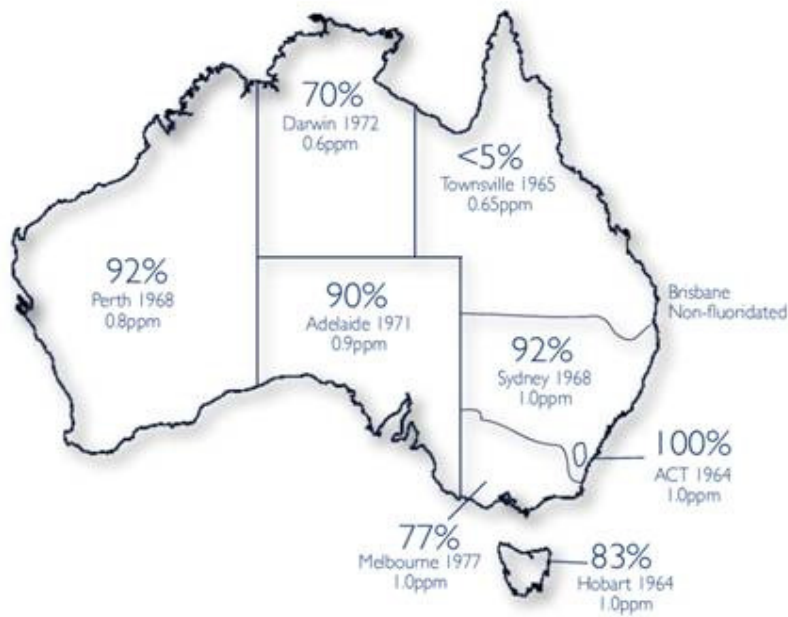 70%
Darwin 1972
0.6ppm
<5%
Townsville 1965
0.65ppm
92%
Perth 1968
0.8ppm
90%
Adelaide 1971
0.9ppm
Brisbane
Non-fluoridated
92%
Sydney 1968
1.0ppm
100%
ACT 1964
1.0ppm
77%
Melbourne 1977
1.0ppm
83%
Hobart 1964
1.0ppm